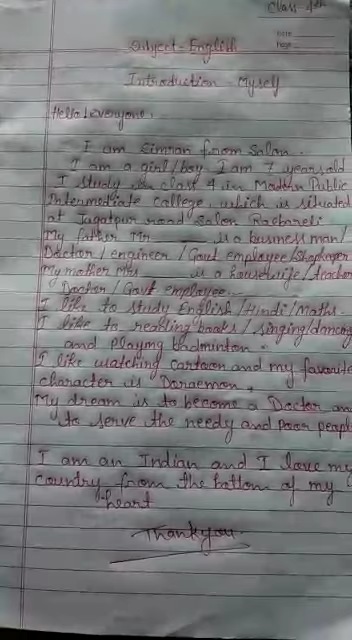 Class 4th
Date
Page
Subject - English
Introduction - Myself
Hello! everyone.
I am Simran from Salon.
I am a girl/boy I am 7 years old
I study in class 4 in Modern Public
Intermediate College, which is situated
at Jagatpur road Salon Raebareli
My father Mr. ____ is a business man/
Doctor/engineer/Govt employee/Shopkeeper
My mother Mrs ____ is a housewife/teacher
Doctor/Govt. employee.
I like to study English/Hindi/Maths.
I like to reading books/singing/dancing
and playing badminton.
I like watching cartoon and my favorite
character is Doraemon.
My dream is to become a Doctor and
to serve the needy and poor people
I am an Indian and I love my
country from the bottom of my
heart
Thankyou